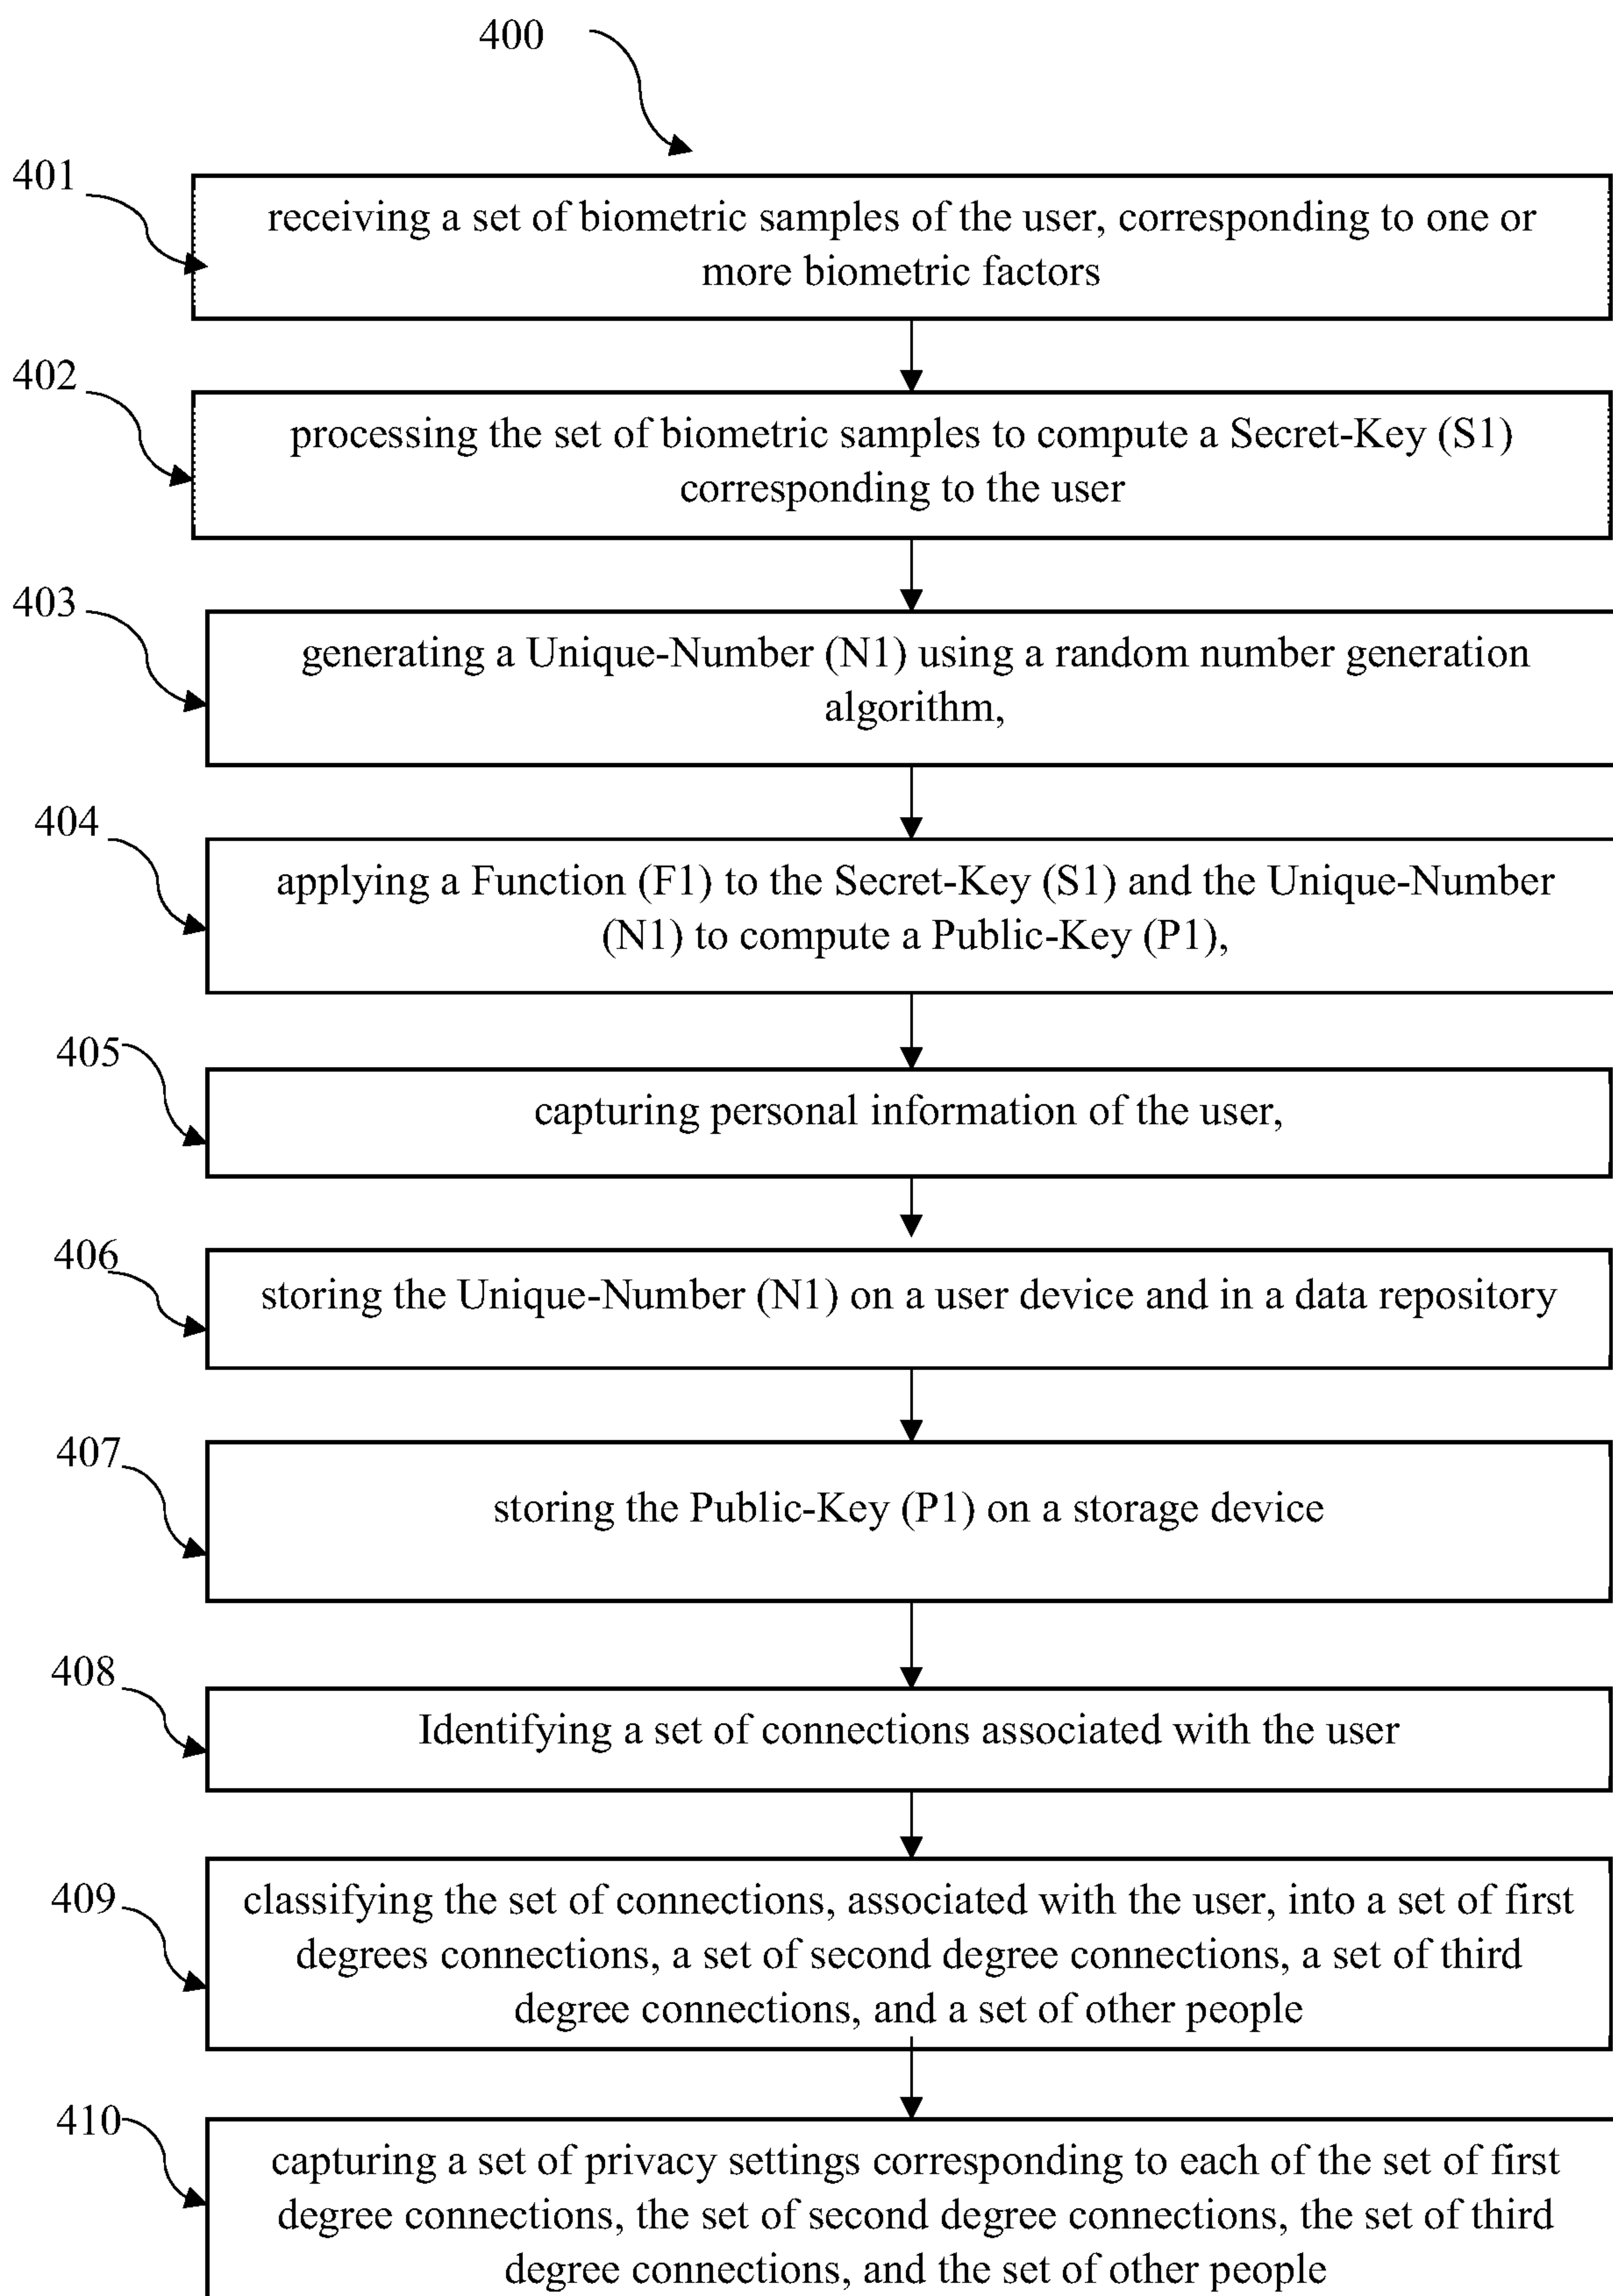 400
401
receiving a set of biometric samples of the user, corresponding to one or
more biometric factors
402
processing the set of biometric samples to compute a Secret-Key (S1)
corresponding to the user
403
generating a Unique-Number (N1) using a random number generation
algorithm,
404
applying a Function (F1) to the Secret-Key (S1) and the Unique-Number
(N1) to compute a Public-Key (P1),
405
capturing personal information of the user,
406
storing the Unique-Number (N1) on a user device and in a data repository
407
storing the Public-Key (P1) on a storage device
408
Identifying a set of connections associated with the user
409
classifying the set of connections, associated with the user, into a set of first
degrees connections, a set of second degree connections, a set of third
degree connections, and a set of other people
410
capturing a set of privacy settings corresponding to each of the set of first
degree connections, the set of second degree connections, the set of third
degree connections, and the set of other people